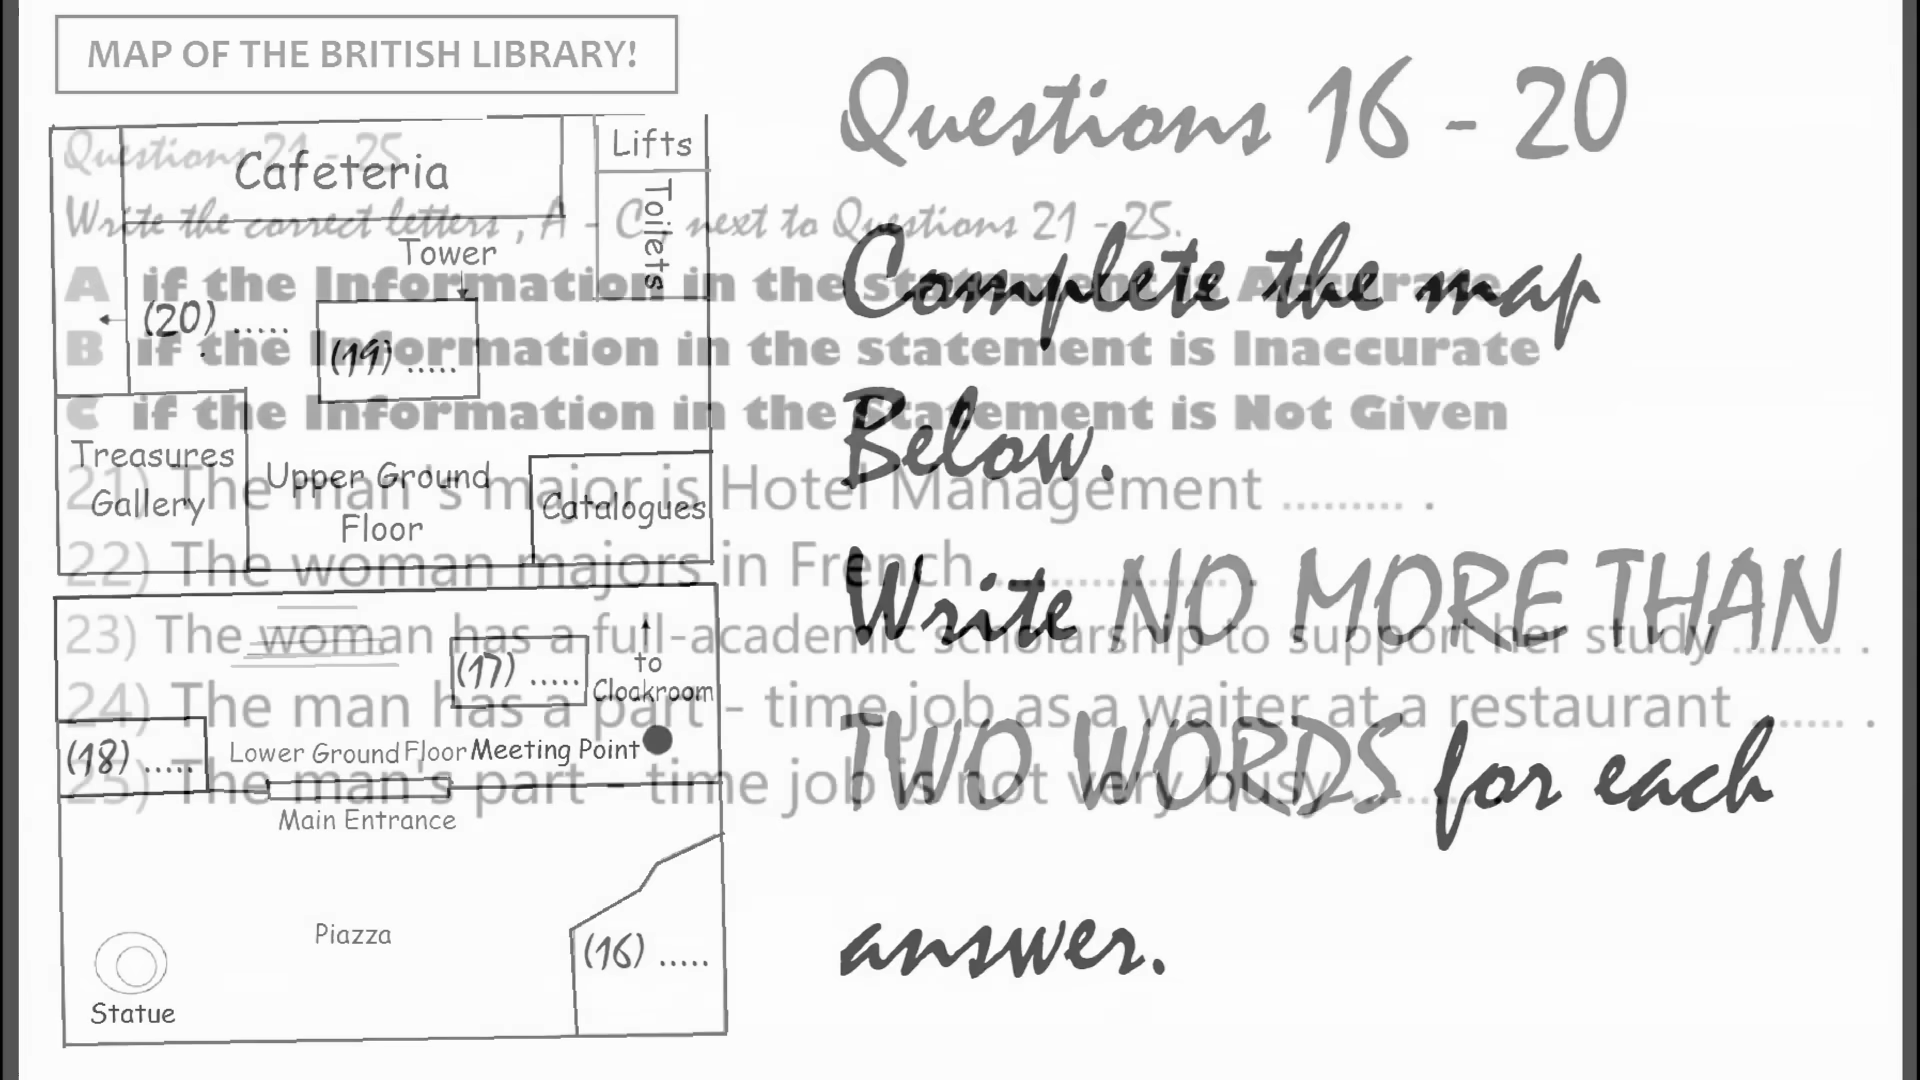 MAP OF THE BRITISH LIBRARY!
Cafeteria
Lifts
Toilets
Tower
(20) .....
(19) .....
Treasures
Gallery
Upper Ground
Floor
Catalogues
(17) .....
to
Cloakroom
(18) .....
Lower Ground Floor
Meeting Point
Main Entrance
Piazza
(16) .....
Statue
Questions 16 - 20
Complete the map
Below.
Write NO MORE THAN
TWO WORDS for each
answer.
Questions 21 - 25
Write the correct letters , A - C , next to Questions 21 - 25.
A if the Information in the statement is Accurate
B if the Information in the statement is Inaccurate
C if the Information in the Statement is Not Given
21) The man 's major is Hotel Management ......... .
22) The woman majors in French .................. .
23) The woman has a full-academic scholarship to support her study ......... .
24) The man has a part - time job as a waiter at a restaurant ......... .
25) The man's part - time job is not very busy .........